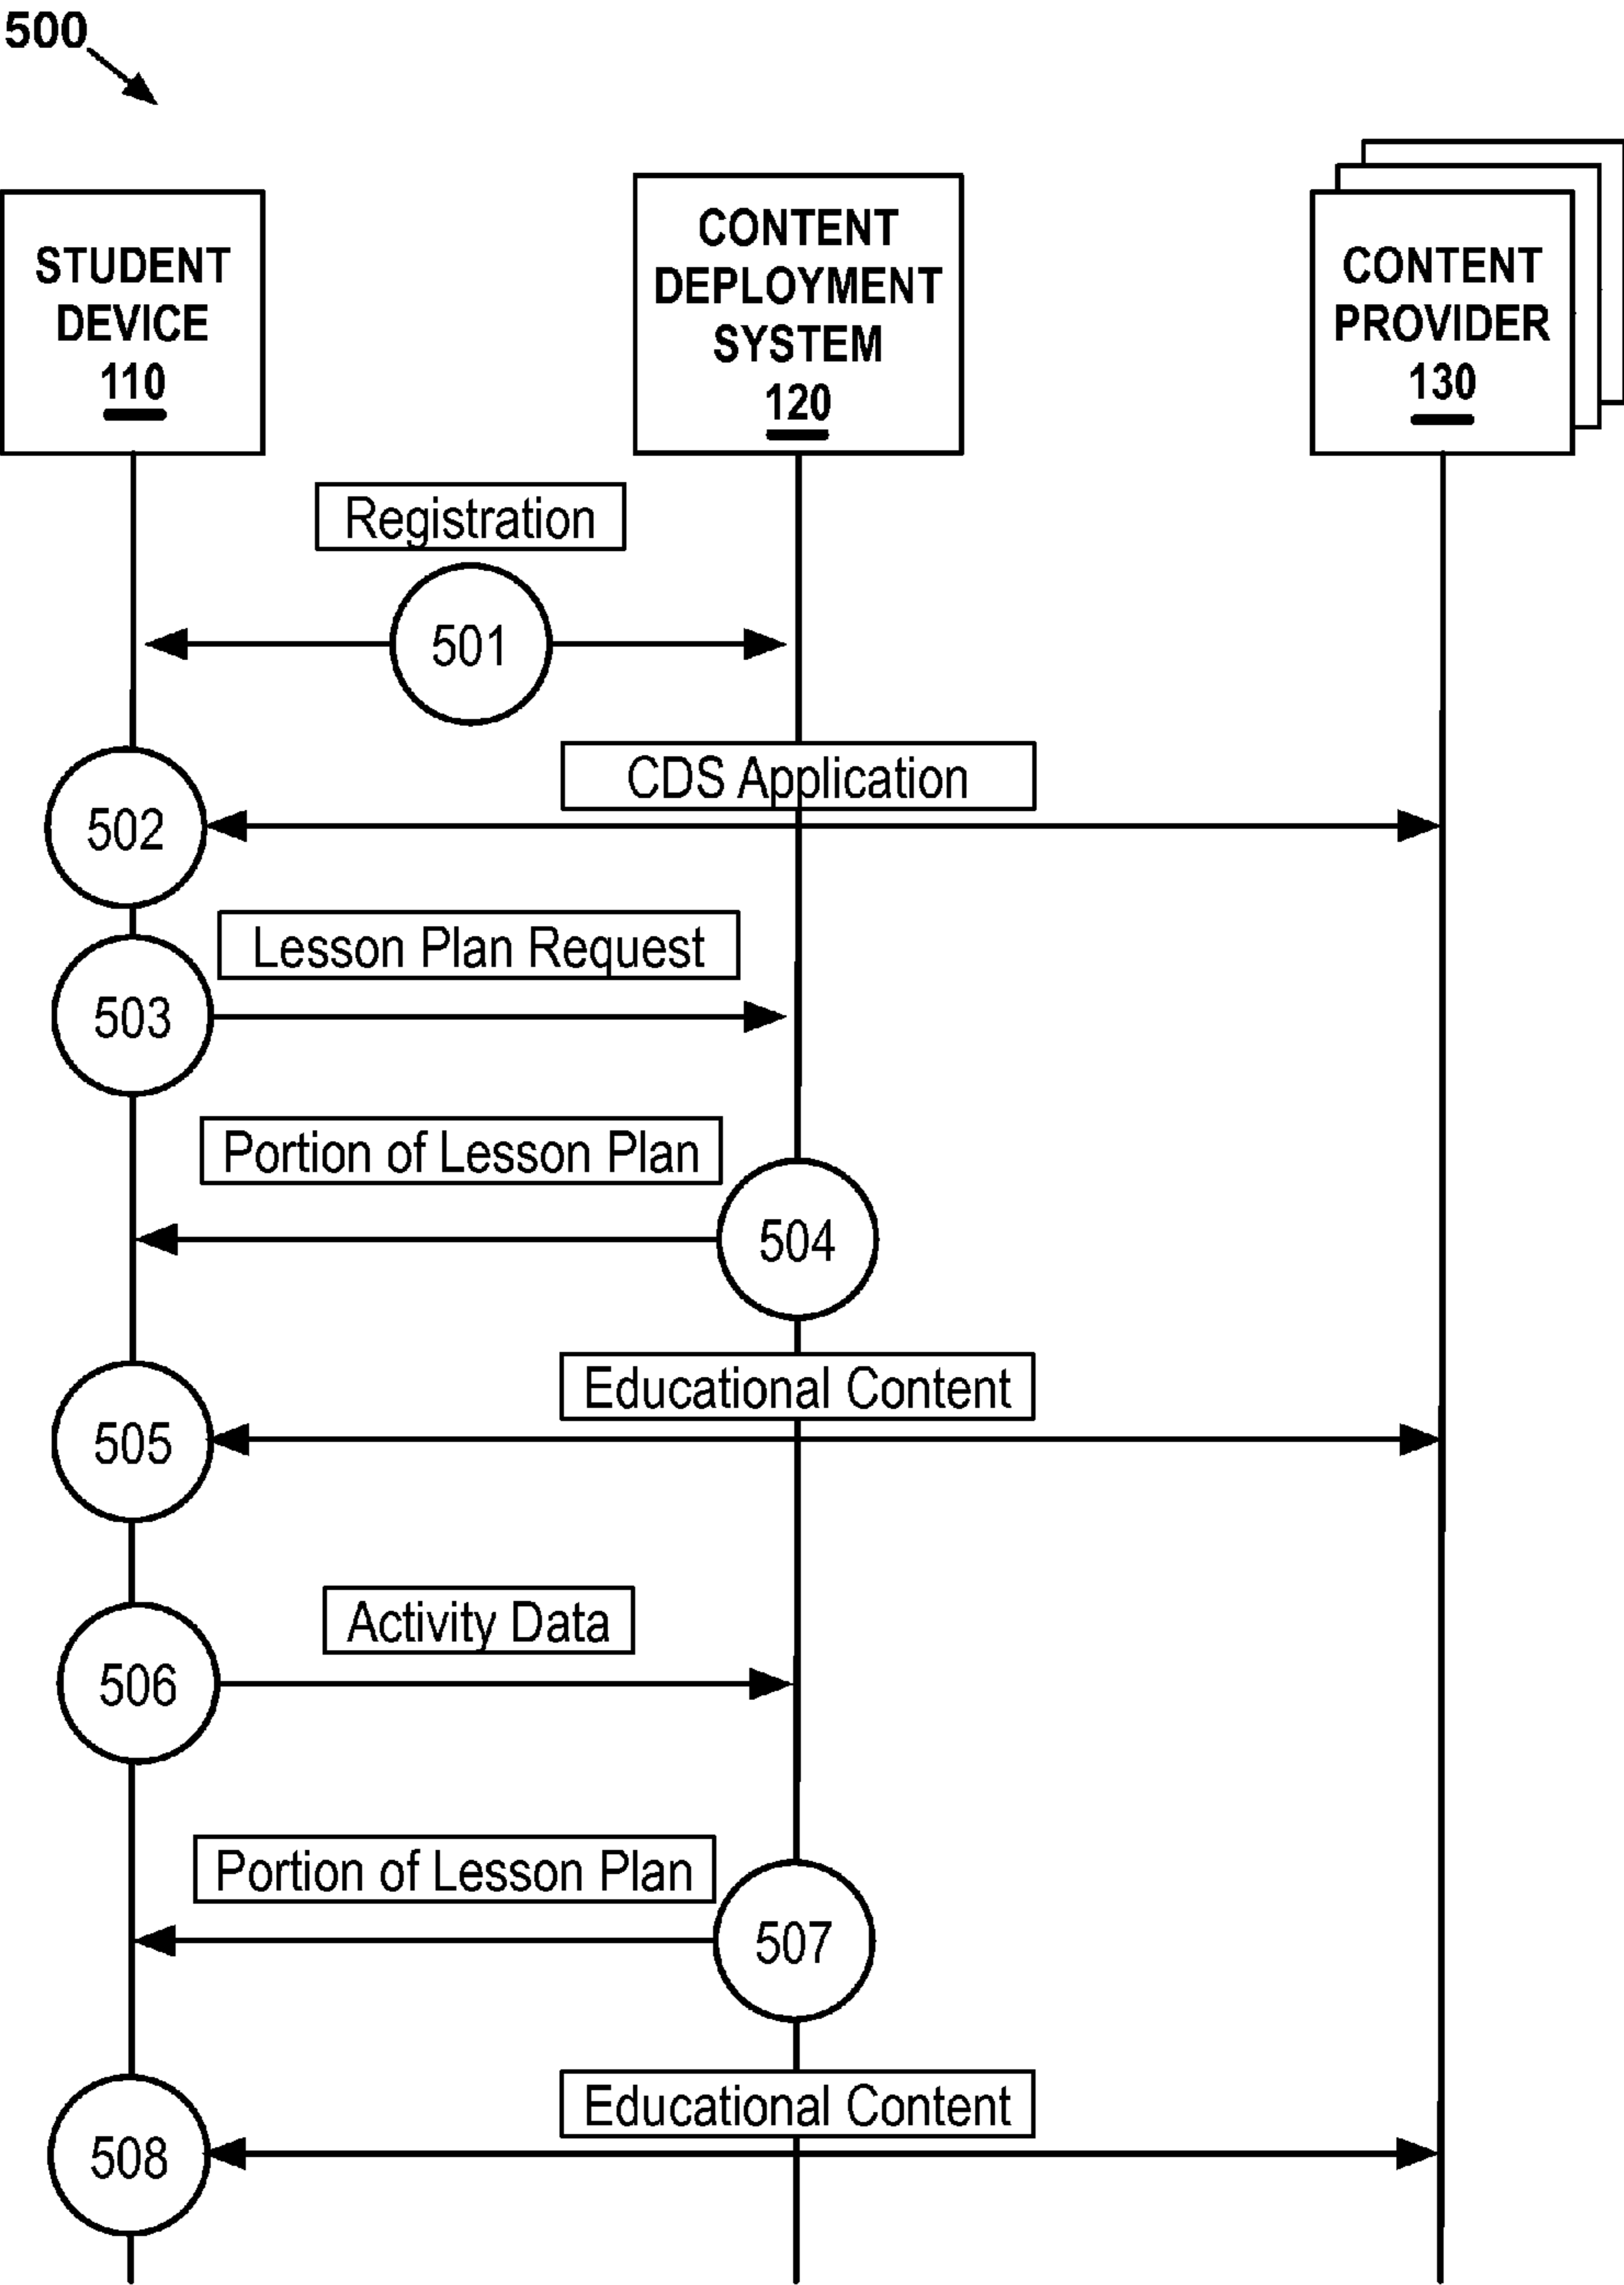 500
STUDENT
DEVICE
110
CONTENT
DEPLOYMENT
SYSTEM
120
CONTENT
PROVIDER
130
Registration
501
CDS Application
502
Lesson Plan Request
503
Portion of Lesson Plan
504
Educational Content
505
Activity Data
506
Portion of Lesson Plan
507
Educational Content
508